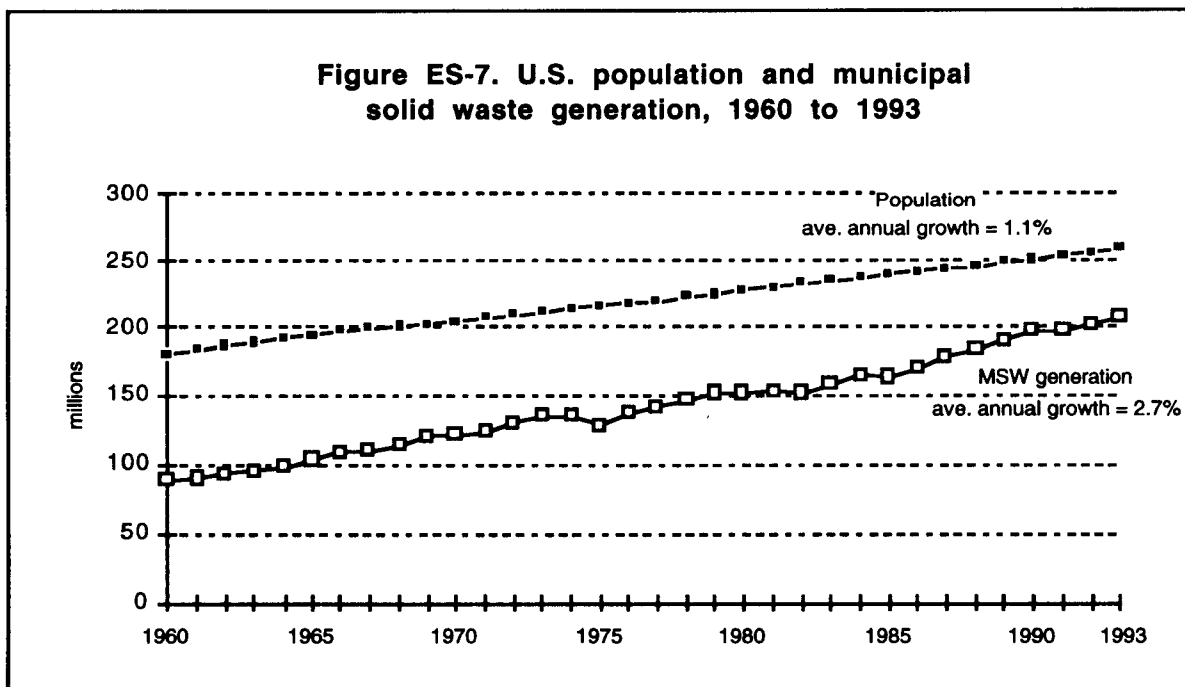 Figure ES-7. U.S. population and municipal
solid waste generation, 1960 to 1993
300
250
200
150
100
50
0
millions
Population
ave. annual growth = 1.1%
MSW generation
ave. annual growth = 2.7%
1960 1965 1970 1975 1980 1985 1990 1993